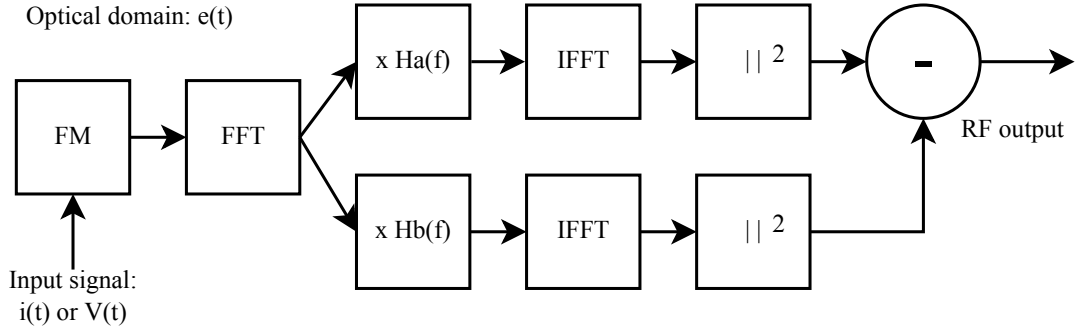 Optical domain: e(t)
x Ha(f)
IFFT
| | 2
-
FM
FFT
RF output
x Hb(f)
IFFT
| | 2
Input signal:
i(t) or V(t)